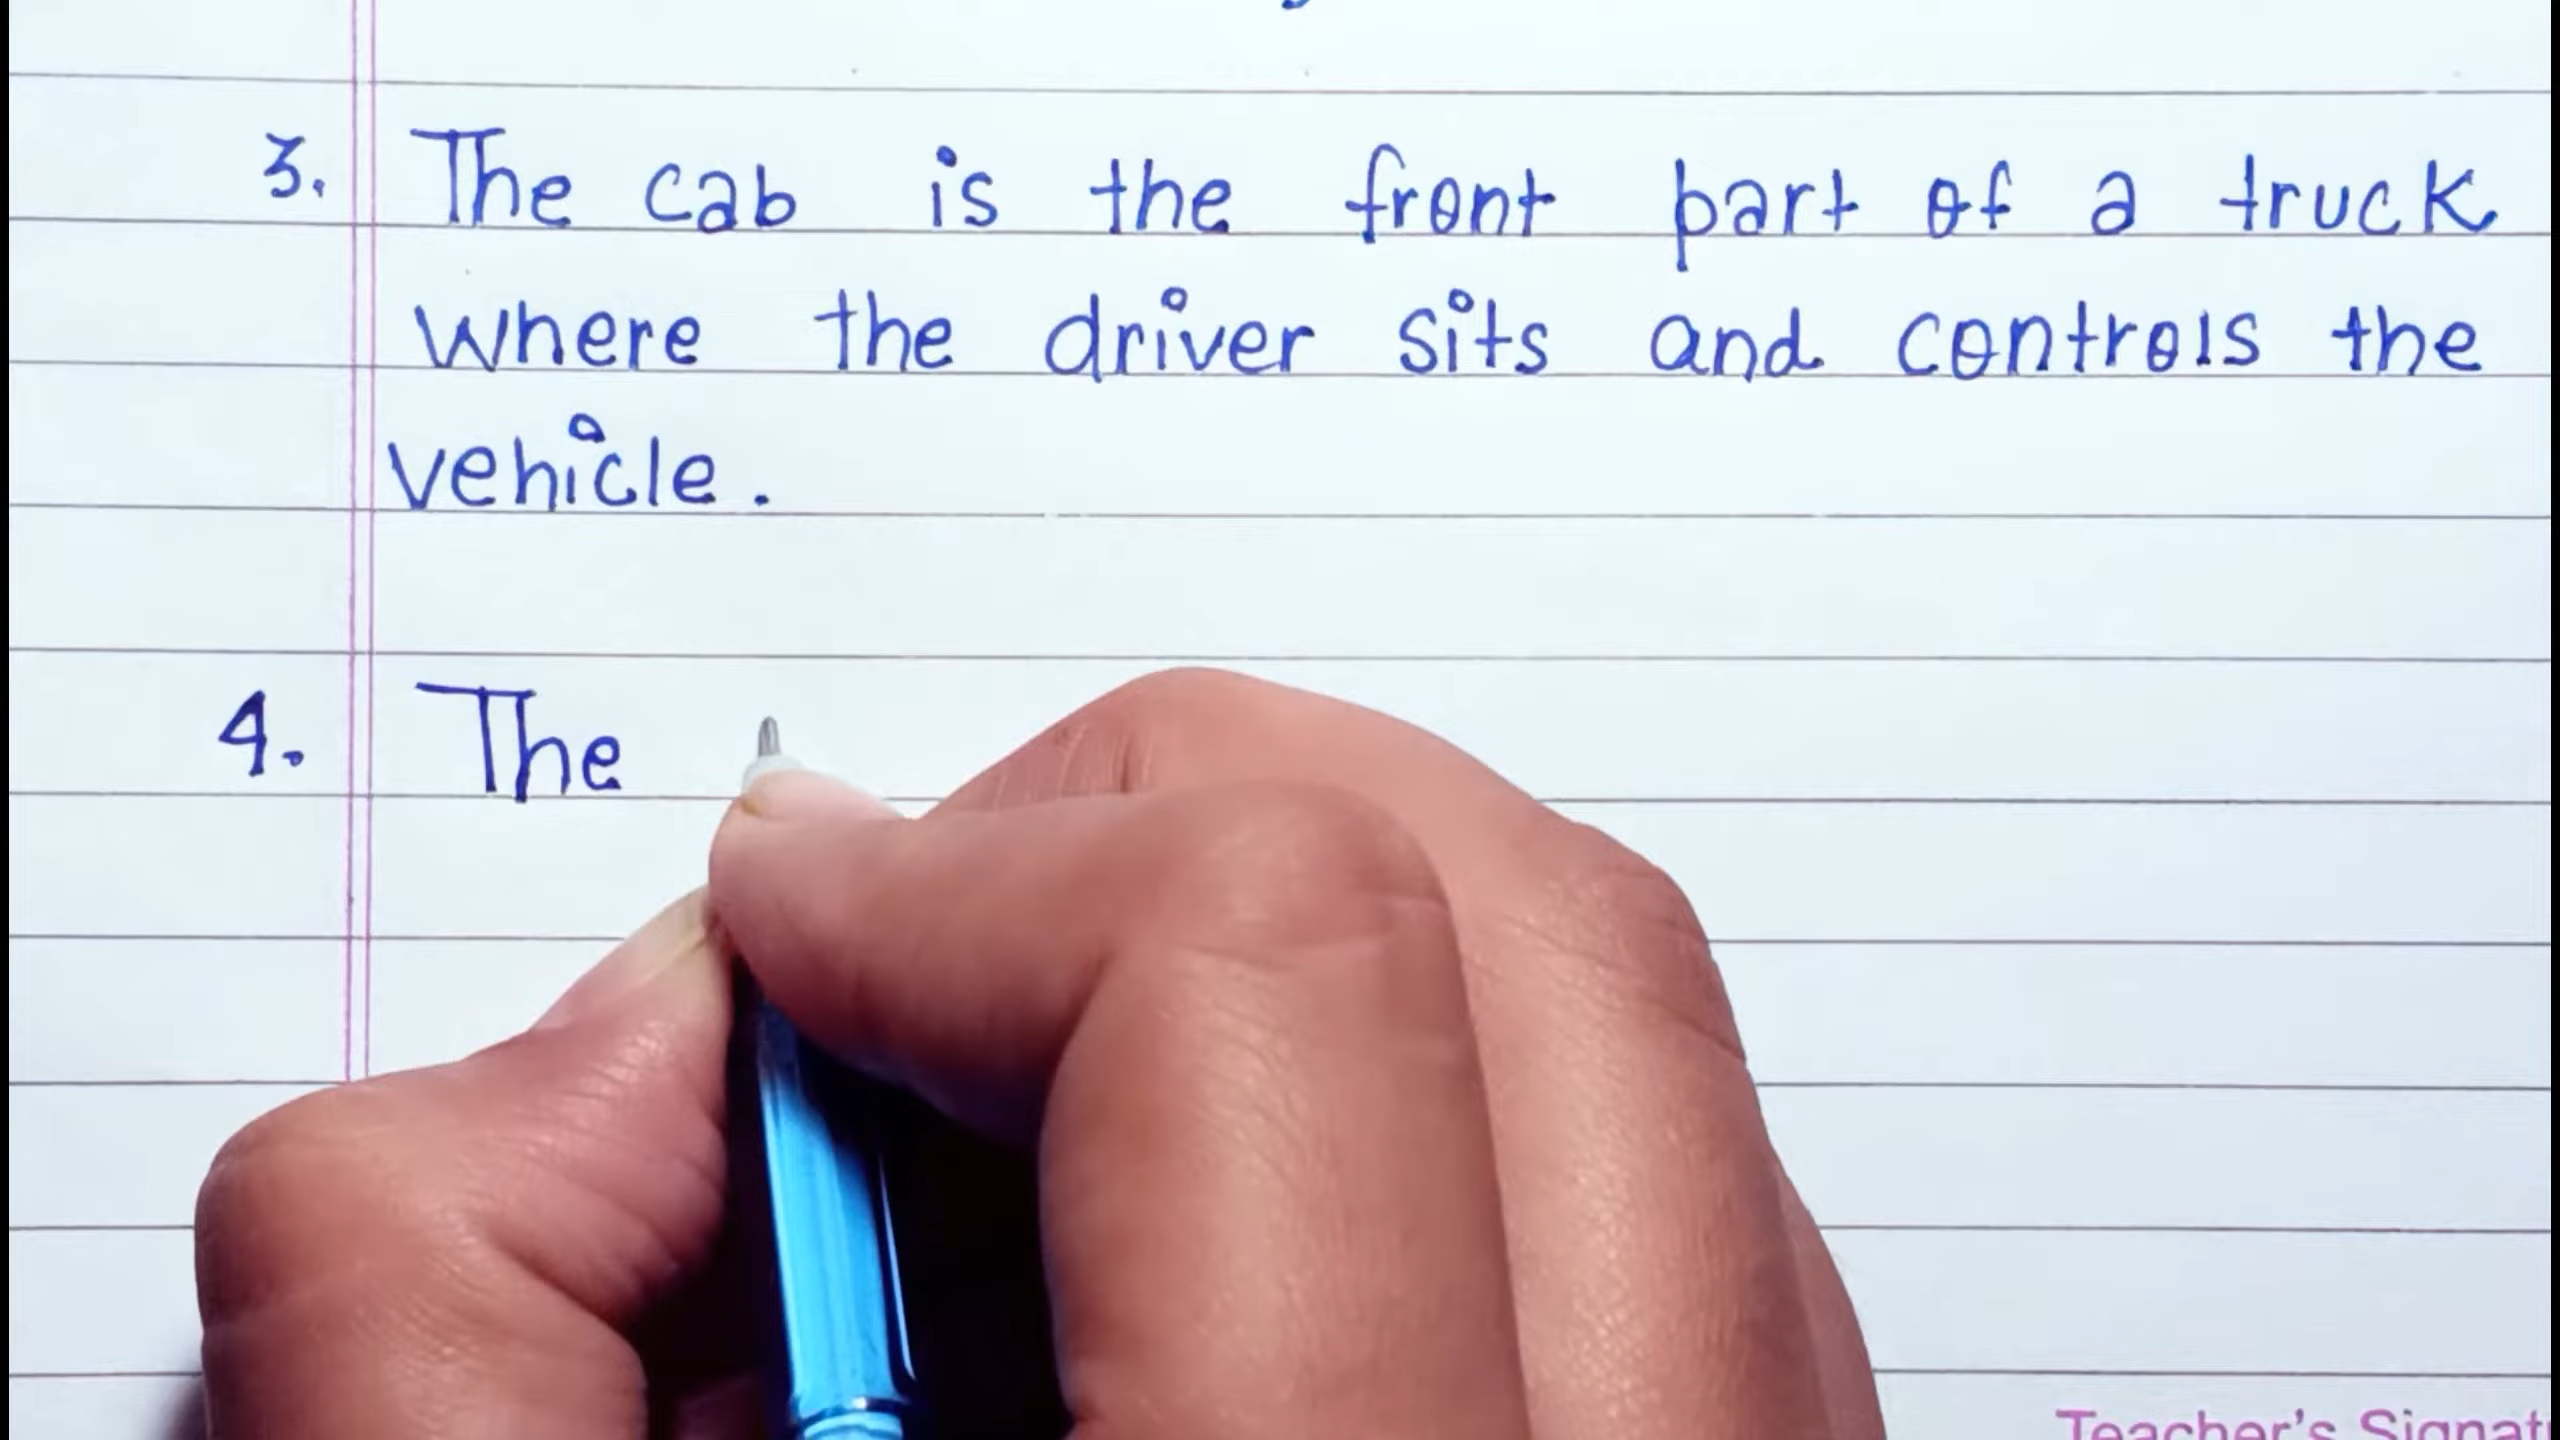 3. The cab is the front part of a truck
where the driver sits and controls the
vehicle.
4. The
Teacher's